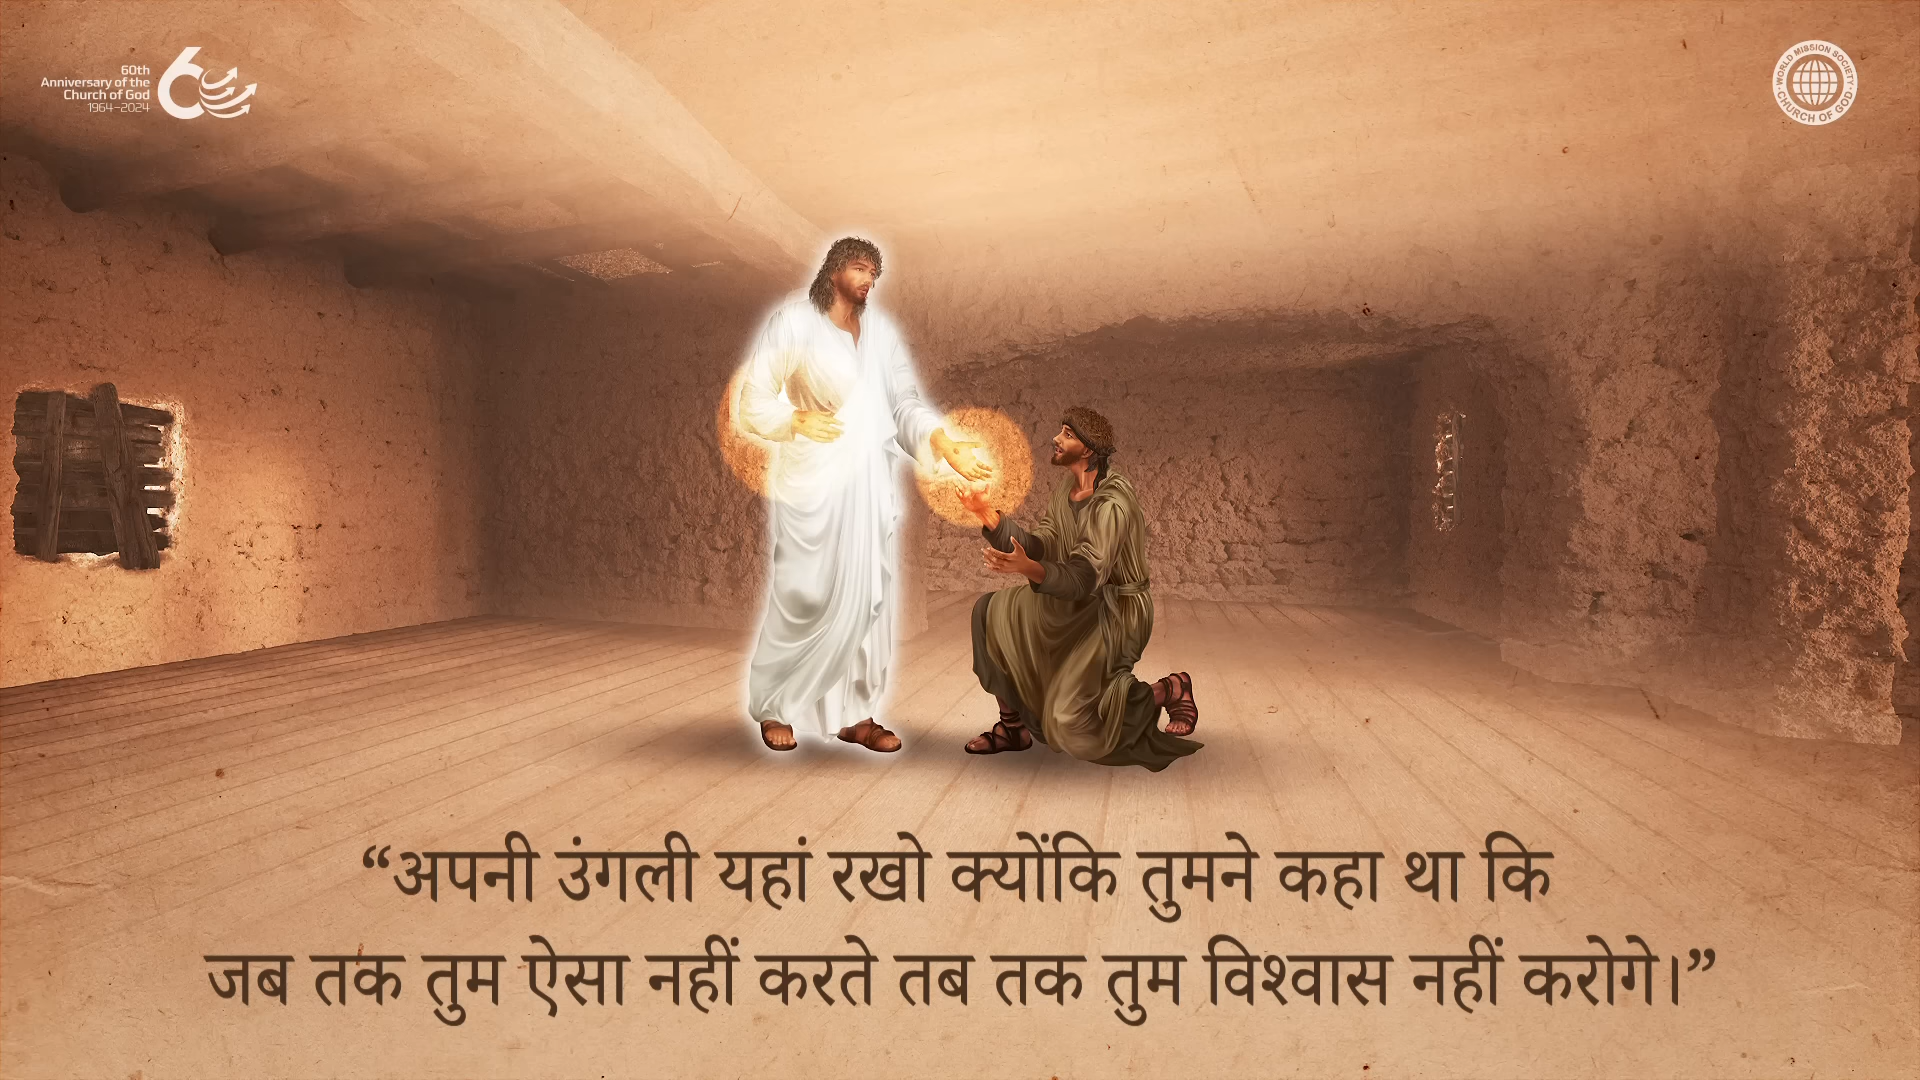 60th
Anniversary of the
Church of God
1964–2024
60
WORLD MISSION SOCIETY
CHURCH OF GOD
“अपनी उंगली यहां रखो क्योंकि तुमने कहा था कि
जब तक तुम ऐसा नहीं करते तब तक तुम विश्वास नहीं करोगे।”